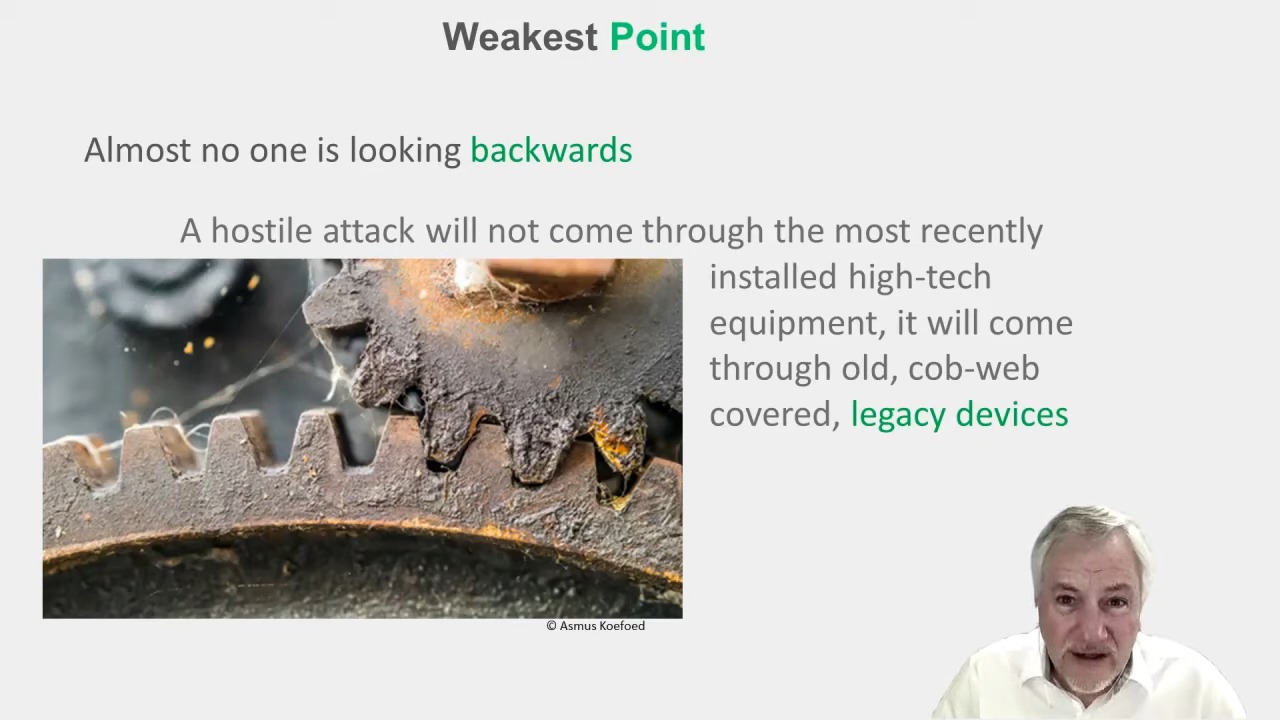 Weakest Point
Almost no one is looking backwards
A hostile attack will not come through the most recently
installed high-tech
equipment, it will come
through old, cob-web
covered, legacy devices
© Asmus Koefoed